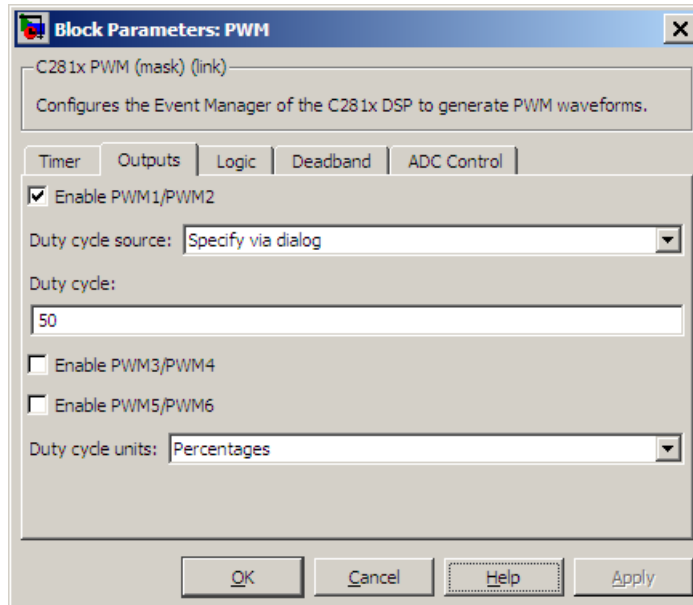 Block Parameters: PWM
C281x PWM (mask) (link)
Configures the Event Manager of the C281x DSP to generate PWM waveforms.
Timer Outputs Logic Deadband ADC Control
Enable PWM1/PWM2
Duty cycle source: Specify via dialog
Duty cycle:
50
Enable PWM3/PWM4
Enable PWM5/PWM6
Duty cycle units: Percentages
OK Cancel Help Apply